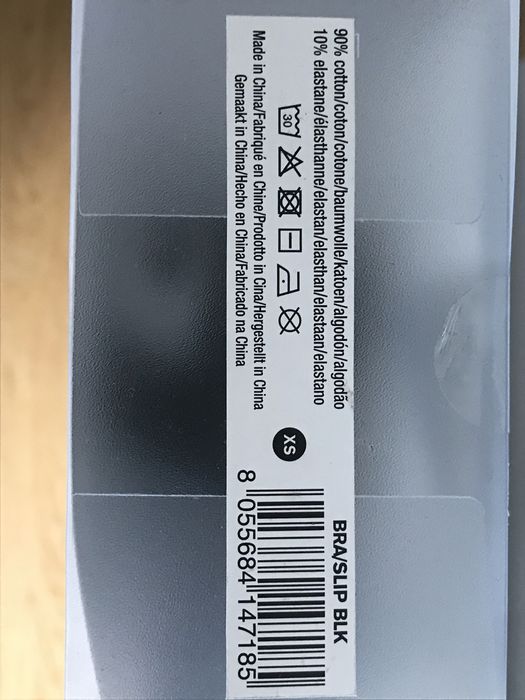 90% cotton/coton/cotone/baumwolle/katoen/algodón/algodão
10% elastane/élasthanne/elastan/elasthan/elastaan/elastano
30
Made in China/Fabriqué en Chine/Prodotto in Cina/Hergestellt in China
Gemaakt in China/Hecho en China/Fabricado na China
XS
BRA/SLIP BLK
8 055684 147185